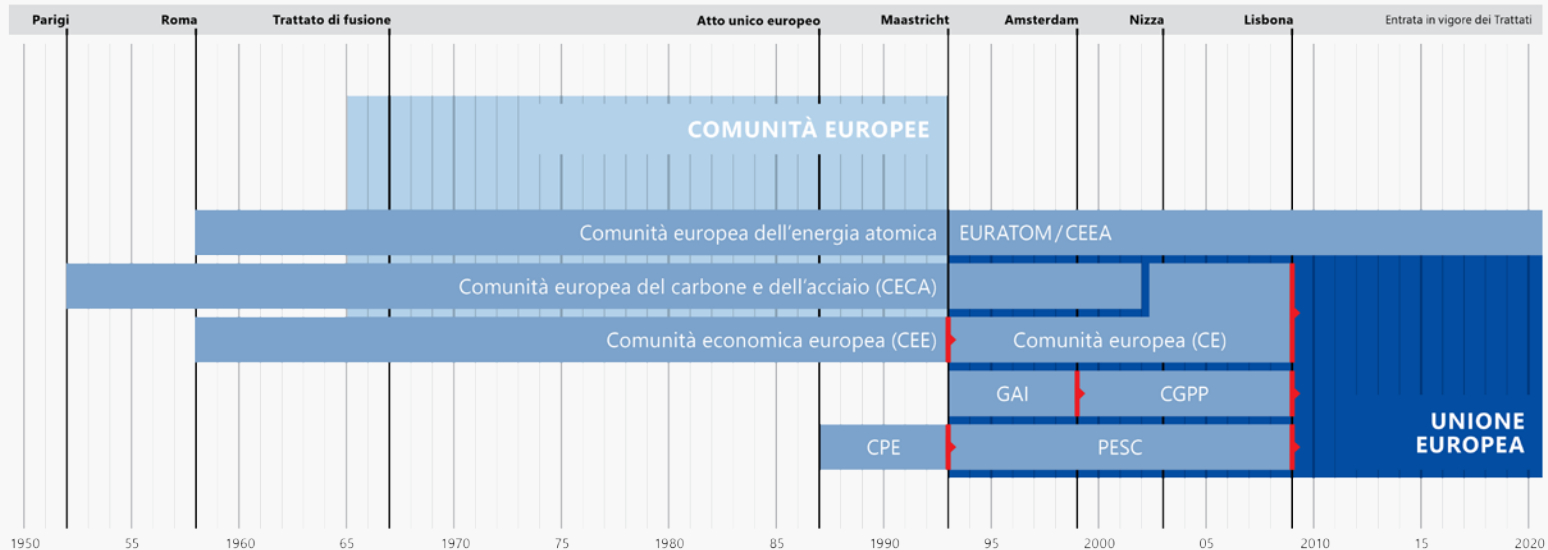 Parigi Roma Trattato di fusione Atto unico europeo Maastricht Amsterdam Nizza Lisbona Entrata in vigore dei Trattati
COMUNITÀ EUROPEE
Comunità europea dell'energia atomica EURATOM/CEEA
Comunità europea del carbone e dell'acciaio (CECA)
Comunità economica europea (CEE) Comunità europea (CE)
GAI CGPP
UNIONE
EUROPEA
CPE PESC
1950 55 1960 65 1970 75 1980 85 1990 95 2000 05 2010 15 2020